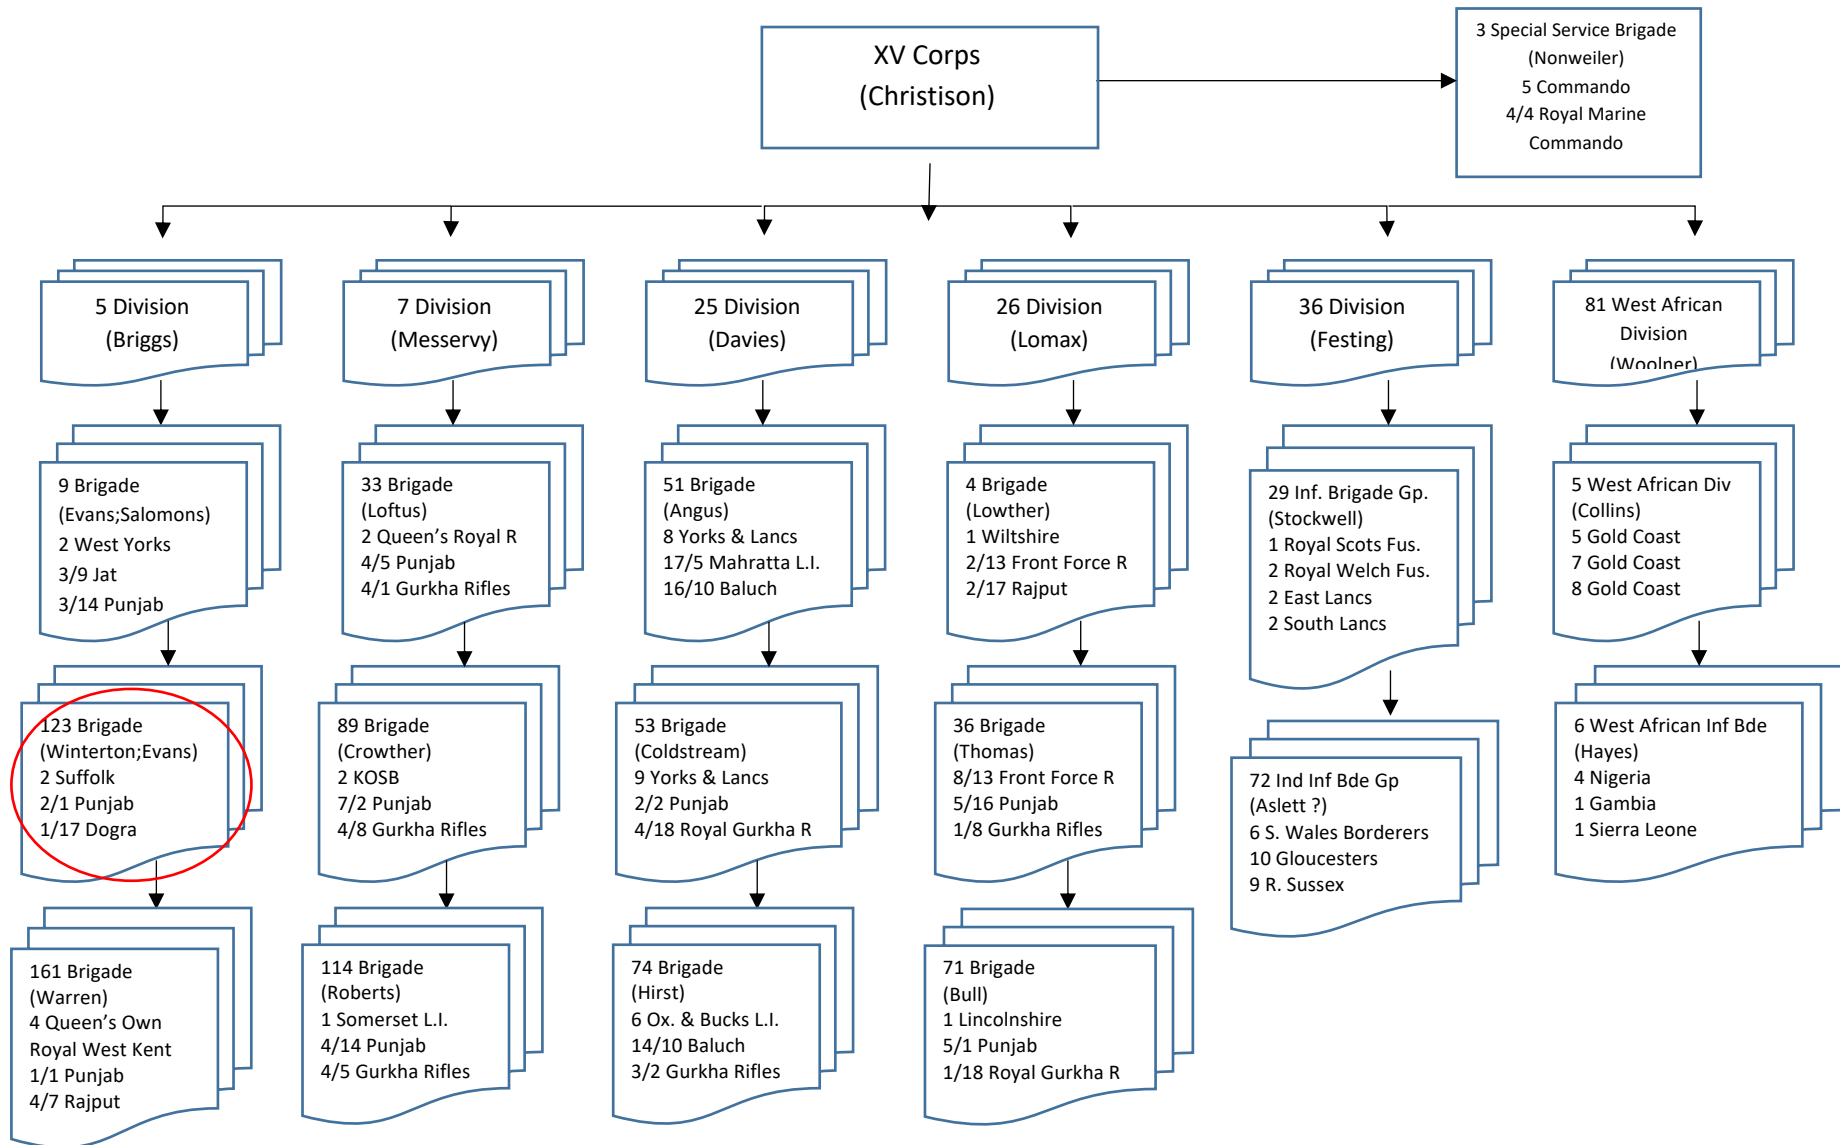 XV Corps
(Christison)
3 Special Service Brigade
(Nonweiler)
5 Commando
4/4 Royal Marine
Commando
5 Division
(Briggs)
7 Division
(Messervy)
25 Division
(Davies)
26 Division
(Lomax)
36 Division
(Festing)
81 West African
Division
(Woolner)
9 Brigade
(Evans;Salomons)
2 West Yorks
3/9 Jat
3/14 Punjab
33 Brigade
(Loftus)
2 Queen’s Royal R
4/5 Punjab
4/1 Gurkha Rifles
51 Brigade
(Angus)
8 Yorks & Lancs
17/5 Mahratta L.I.
16/10 Baluch
4 Brigade
(Lowther)
1 Wiltshire
2/13 Front Force R
2/17 Rajput
29 Inf. Brigade Gp.
(Stockwell)
1 Royal Scots Fus.
2 Royal Welch Fus.
2 East Lancs
2 South Lancs
5 West African Div
(Collins)
5 Gold Coast
7 Gold Coast
8 Gold Coast
123 Brigade
(Winterton;Evans)
2 Suffolk
2/1 Punjab
1/17 Dogra
89 Brigade
(Crowther)
2 KOSB
7/2 Punjab
4/8 Gurkha Rifles
53 Brigade
(Coldstream)
9 Yorks & Lancs
2/2 Punjab
4/18 Royal Gurkha R
36 Brigade
(Thomas)
8/13 Front Force R
5/16 Punjab
1/8 Gurkha Rifles
72 Ind Inf Bde Gp
(Aslett ?)
6 S. Wales Borderers
10 Gloucesters
9 R. Sussex
6 West African Inf Bde
(Hayes)
4 Nigeria
1 Gambia
1 Sierra Leone
161 Brigade
(Warren)
4 Queen’s Own
Royal West Kent
1/1 Punjab
4/7 Rajput
114 Brigade
(Roberts)
1 Somerset L.I.
4/14 Punjab
4/5 Gurkha Rifles
74 Brigade
(Hirst)
6 Ox. & Bucks L.I.
14/10 Baluch
3/2 Gurkha Rifles
71 Brigade
(Bull)
1 Lincolnshire
5/1 Punjab
1/18 Royal Gurkha R